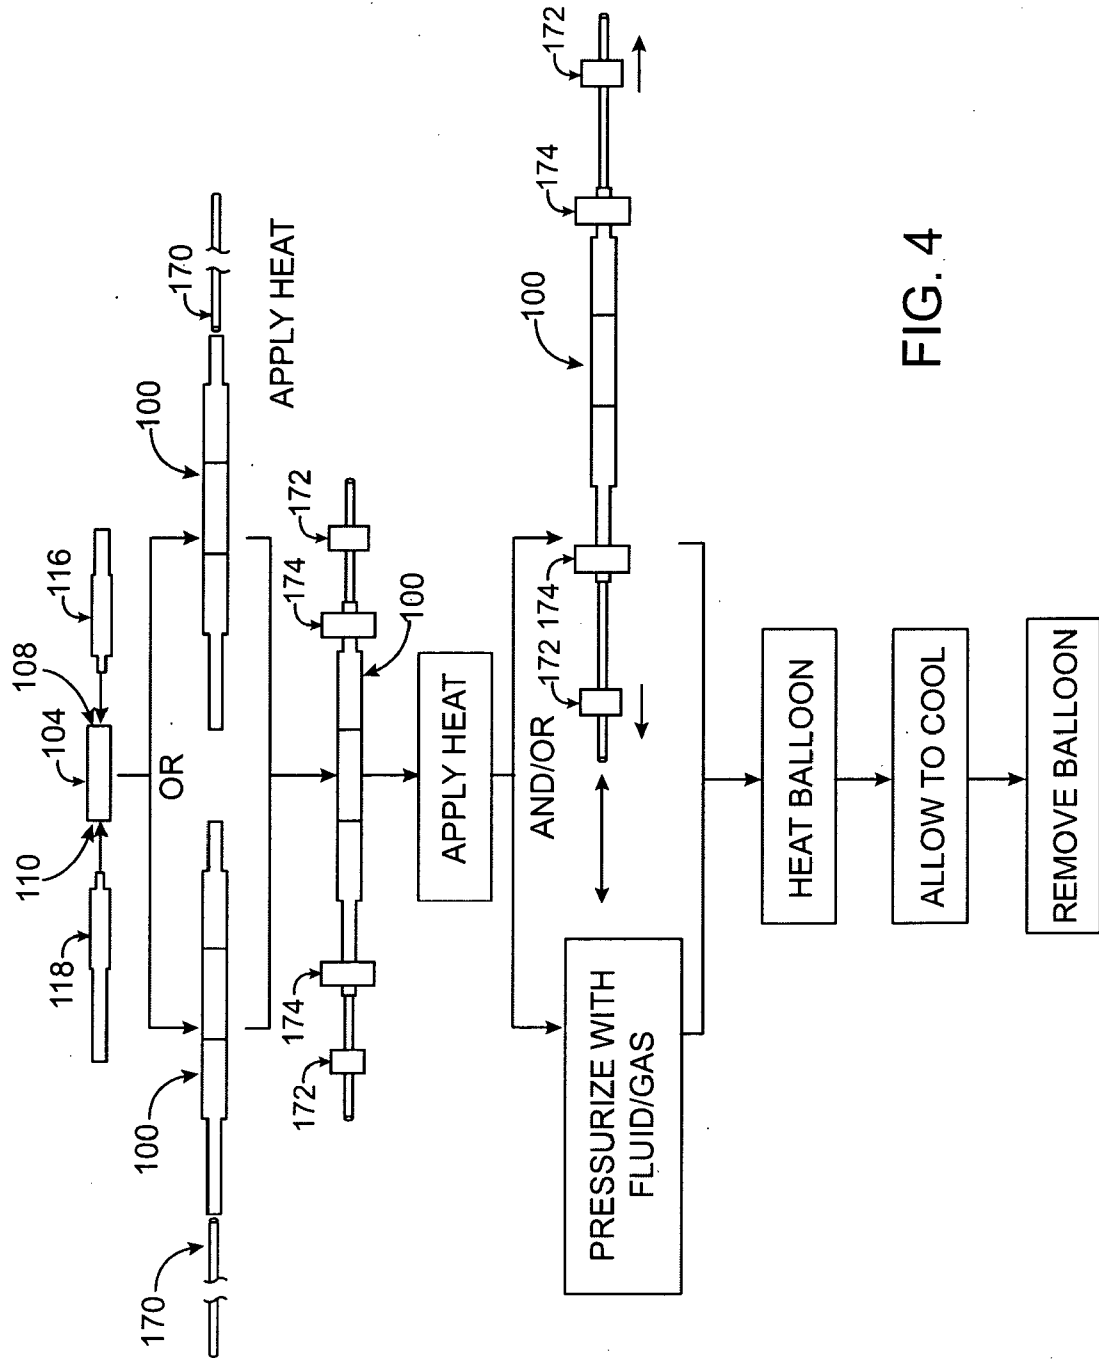 110
104
108
118
116
OR
170
100
100
170
APPLY HEAT
172
174
174
172
100
APPLY HEAT
AND/OR
PRESSURIZE WITH
FLUID/GAS
172
174
100
174
172
HEAT BALLOON
ALLOW TO COOL
REMOVE BALLOON
FIG. 4